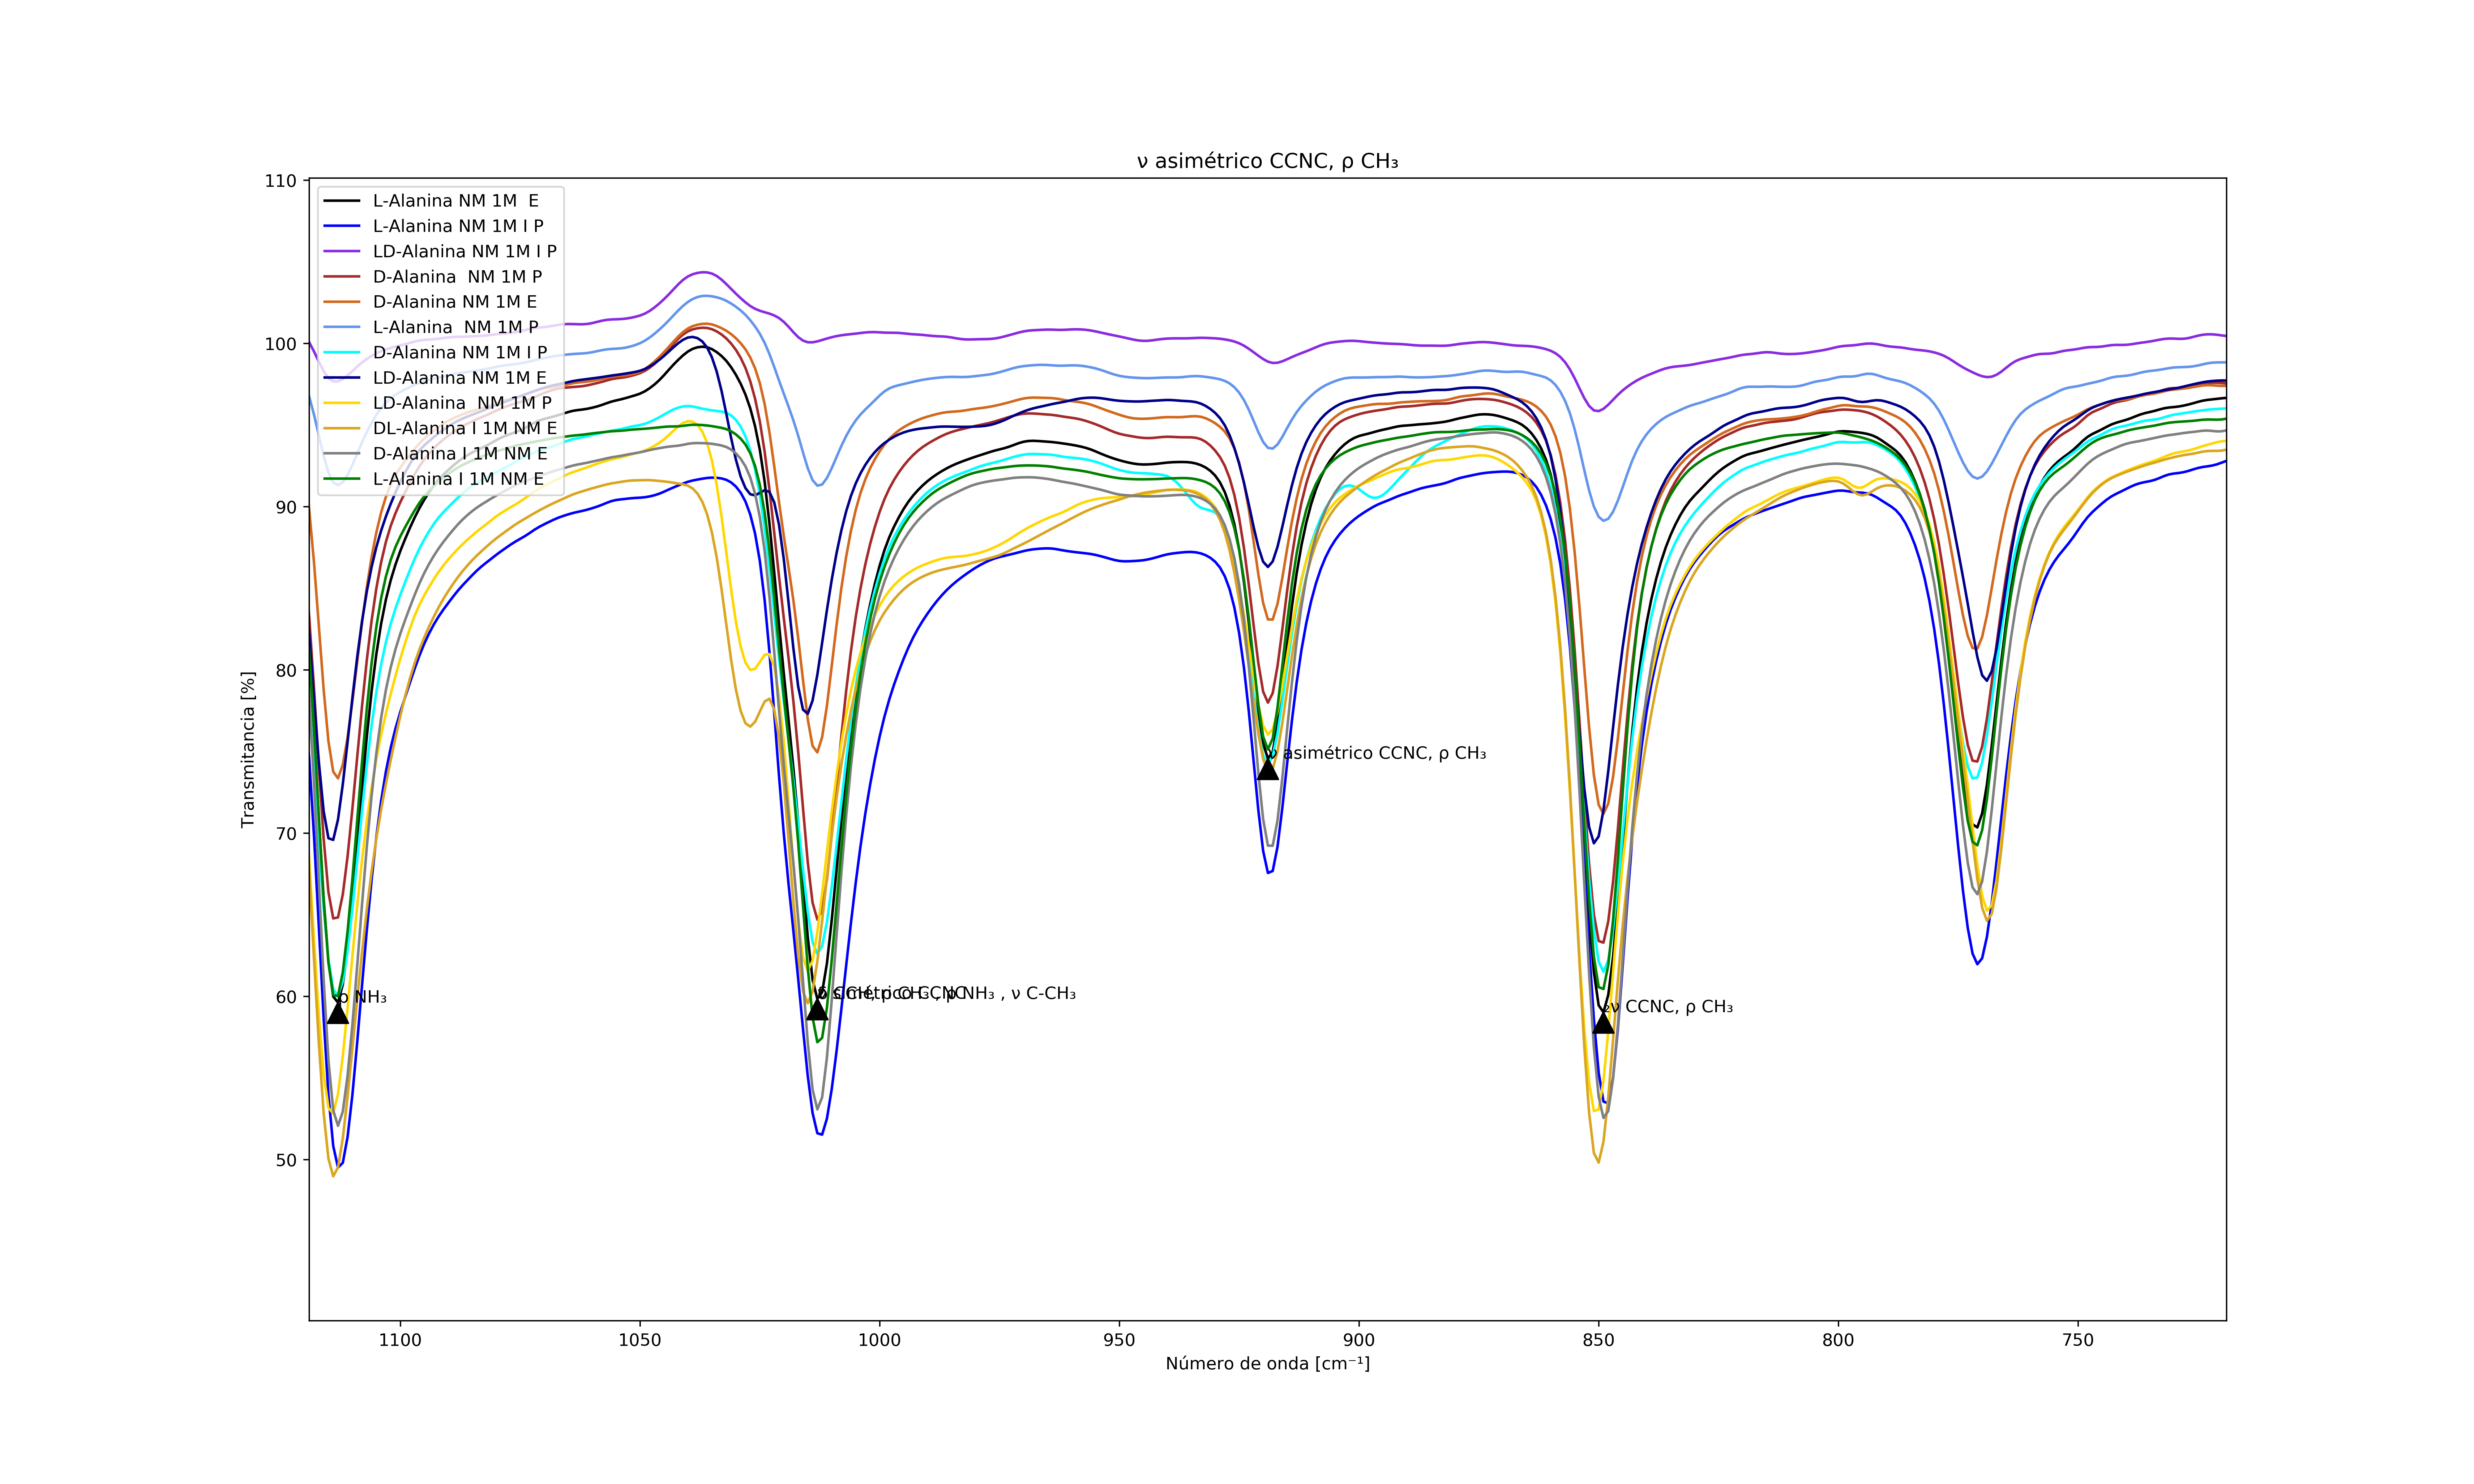 ν asimétrico CCNC, ρ CH₃
110
100
90
80
70
60
50
Transmitancia [%]
L-Alanina NM 1M  E
L-Alanina NM 1M I P
LD-Alanina NM 1M I P
D-Alanina  NM 1M P
D-Alanina NM 1M E
L-Alanina  NM 1M P
D-Alanina NM 1M I P
LD-Alanina NM 1M E
LD-Alanina  NM 1M P
DL-Alanina I 1M NM E
D-Alanina I 1M NM E
L-Alanina I 1M NM E
ν asimétrico CCNC, ρ CH₃
ρ NH₃
, ν C-CH₃
ν CCNC, ρ CH₃
1100 1050 1000 950 900 850 800 750
Número de onda [cm⁻¹]